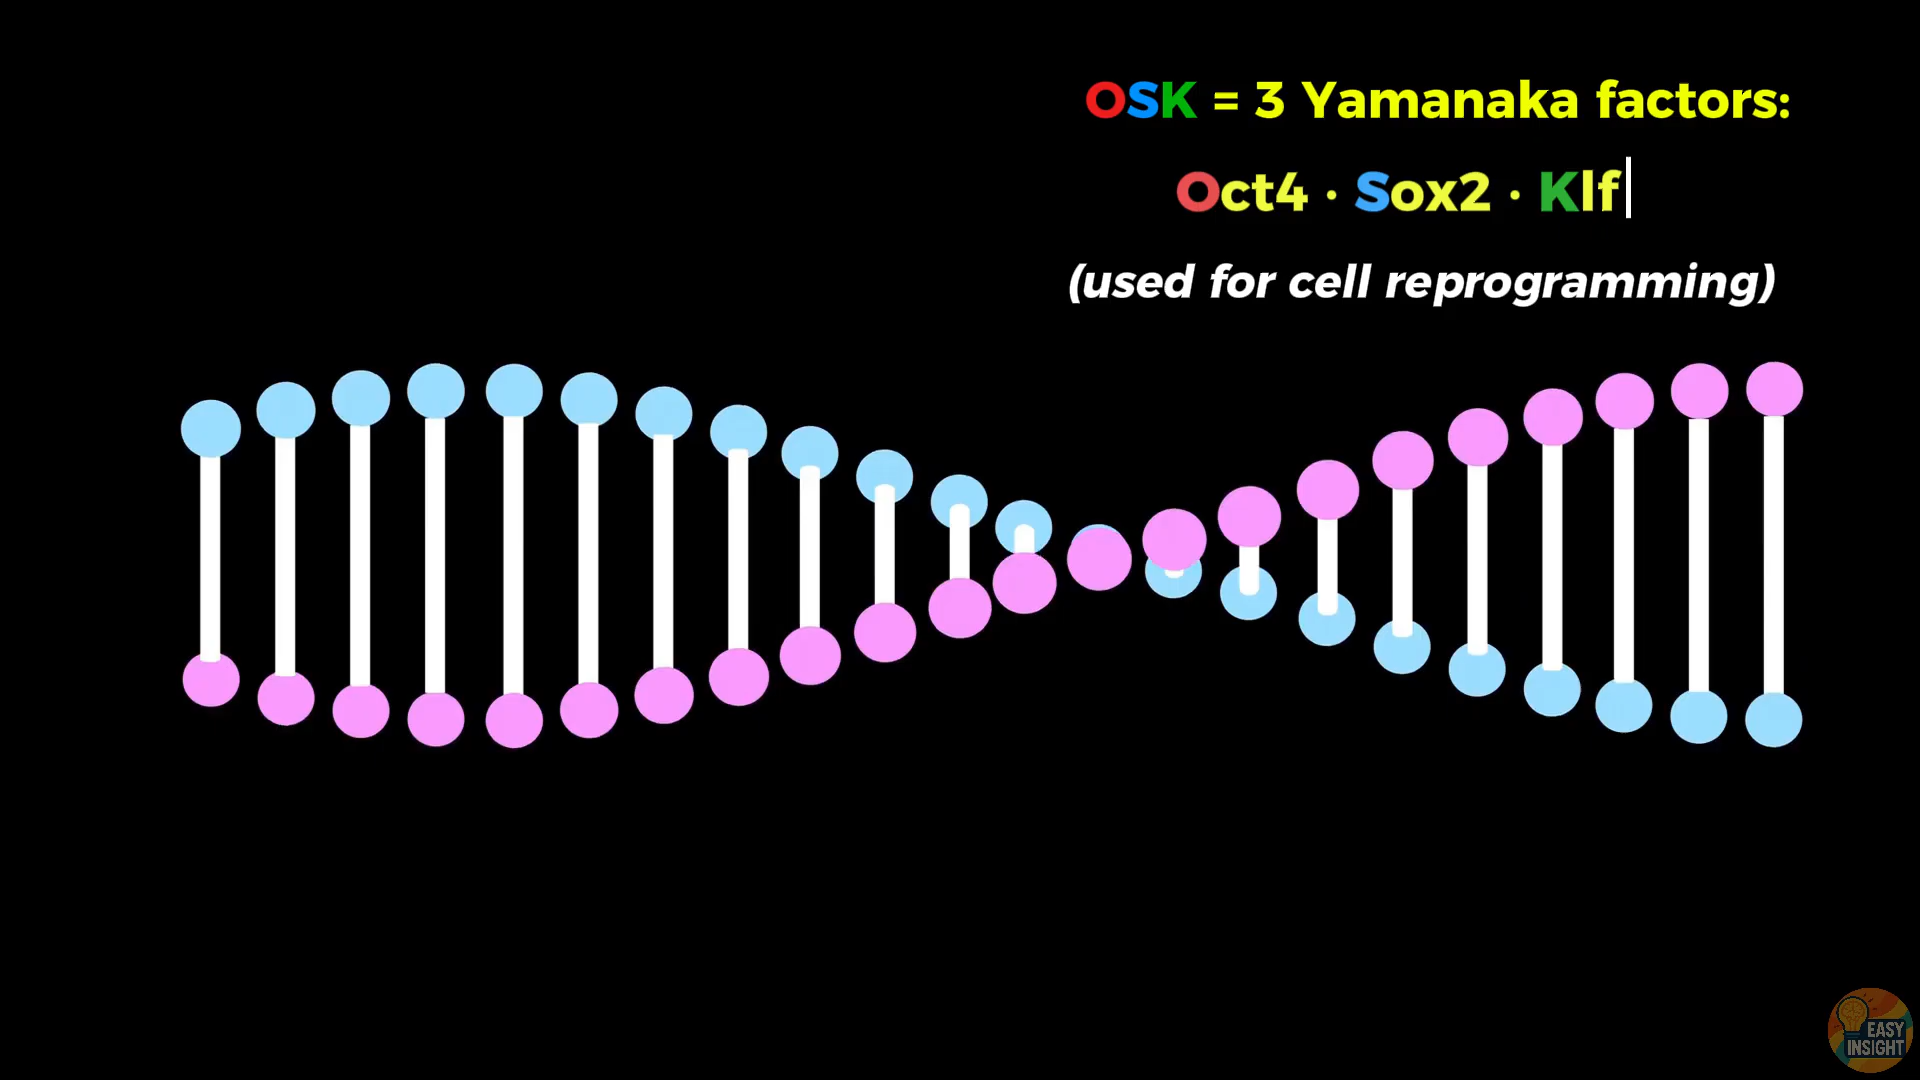 OSK = 3 Yamanaka factors:
Oct4 · Sox2 · Klf
(used for cell reprogramming)
EASY
INSIGHT